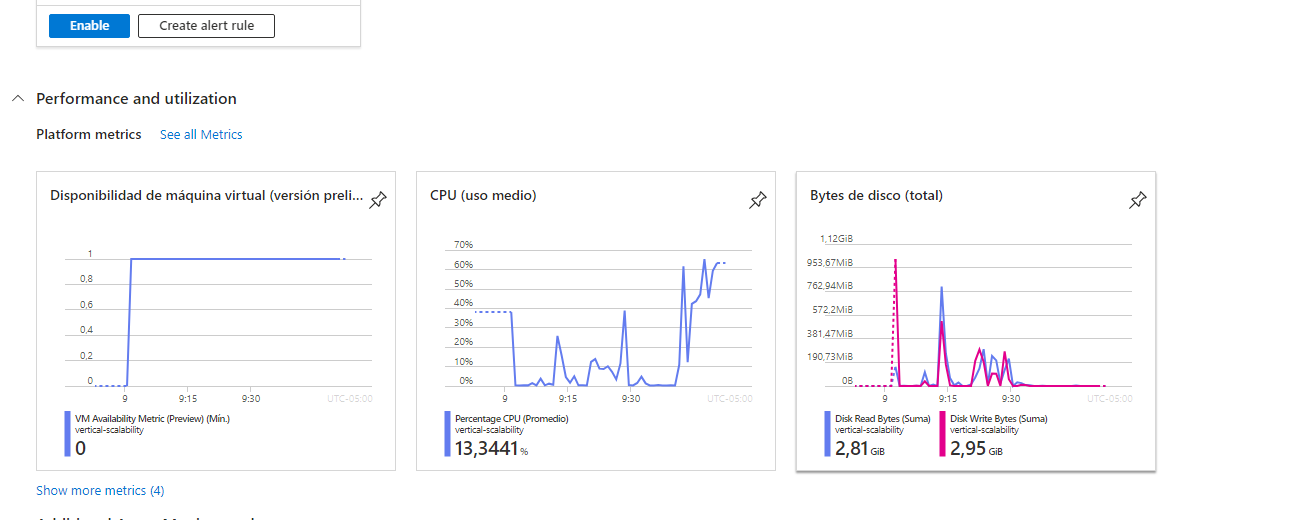 Enable
Create alert rule
Performance and utilization
Platform metrics
See all Metrics
Disponibilidad de máquina virtual (versión preli...
1
0,8
0,6
0,4
0,2
0
9
9:15
9:30
UTC-05:00
VM Availability Metric (Preview) (Mín.)
vertical-scalability
0
CPU (uso medio)
70%
60%
50%
40%
30%
20%
10%
0%
9
9:15
9:30
UTC-05:00
Percentage CPU (Promedio)
vertical-scalability
13,3441 %
Bytes de disco (total)
1,12GiB
953,67MiB
762,94MiB
572,2MiB
381,47MiB
190,73MiB
0B
9
9:15
9:30
UTC-05:00
Disk Read Bytes (Suma)
vertical-scalability
2,81 GiB
Disk Write Bytes (Suma)
vertical-scalability
2,95 GiB
Show more metrics (4)